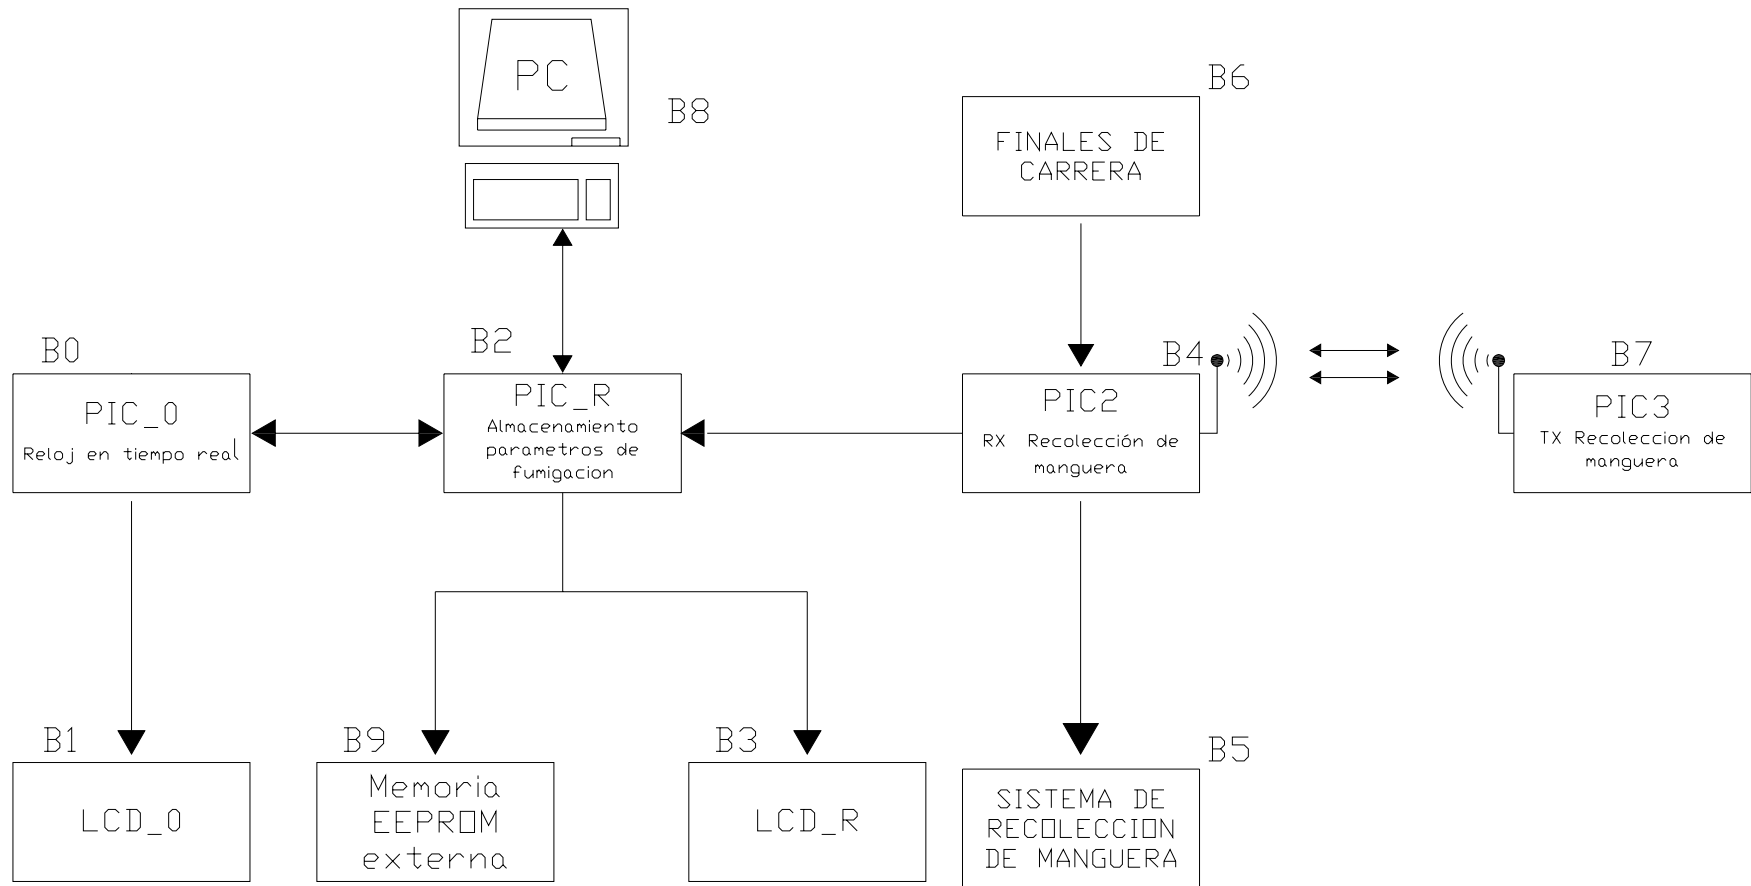 PC
B8
B6
FINALES DE
CARRERA
B0
B2
B4
B7
PIC_0
Reloj en tiempo real
PIC_R
Almacenamiento
parametros de
fumigacion
PIC2
RX Recolección de
manguera
PIC3
TX Recoleccion de
manguera
B1
LCD_0
B9
Memoria
EEPROM
externa
B3
LCD_R
B5
SISTEMA DE
RECOLECCION
DE MANGUERA